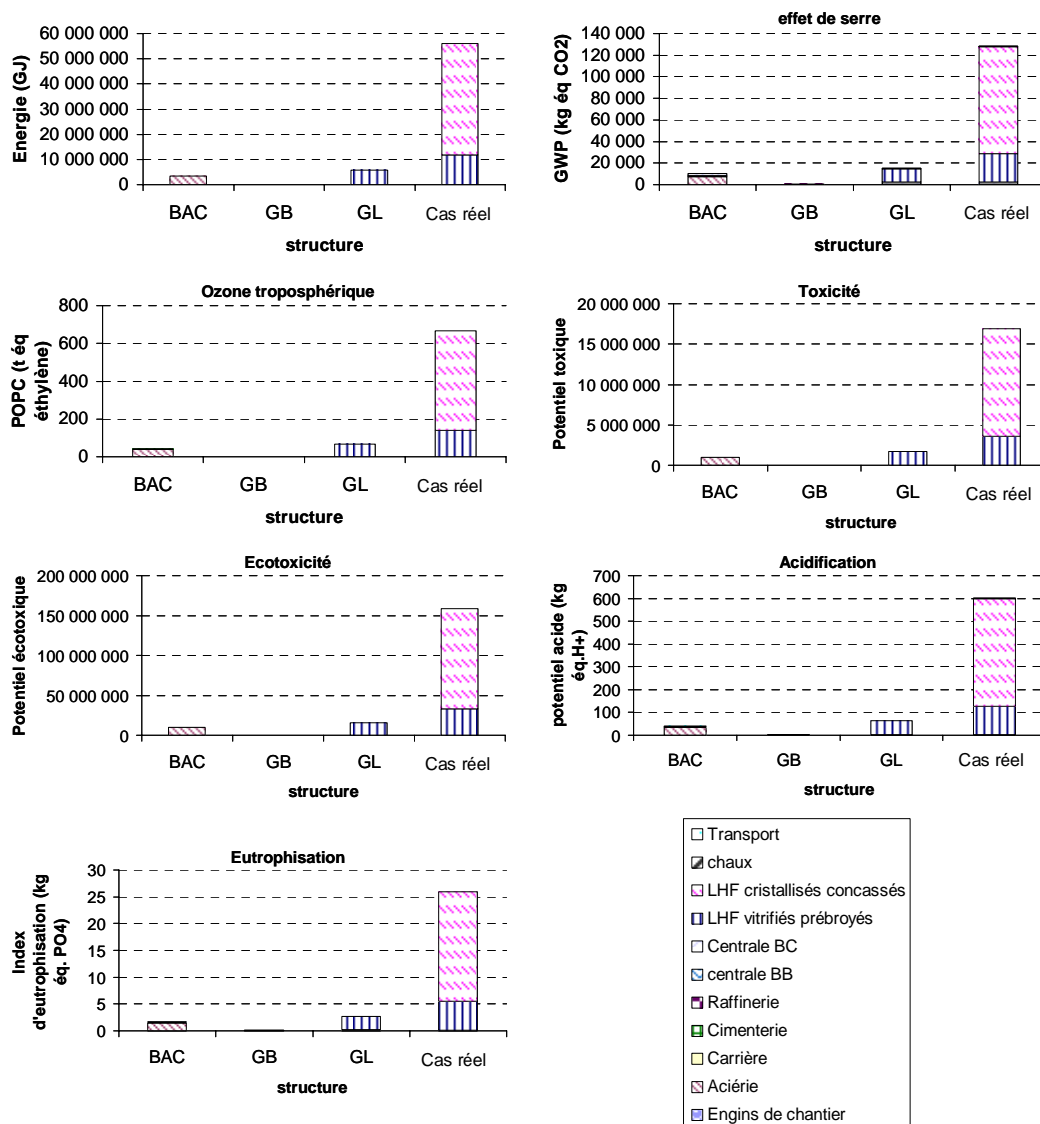 60 000 000
50 000 000
40 000 000
30 000 000
20 000 000
10 000 000
0
Energie (GJ)
BAC GB GL Cas réel
structure
effet de serre
140 000
120 000
100 000
80 000
60 000
40 000
20 000
0
GWP (kg éq CO2)
BAC GB GL Cas réel
structure
Ozone troposphérique
800
600
400
200
0
POPC (t éq
éthylène)
BAC GB GL Cas réel
structure
Toxicité
20 000 000
15 000 000
10 000 000
5 000 000
0
Potentiel toxique
BAC GB GL Cas réel
structure
Ecotoxicité
200 000 000
150 000 000
100 000 000
50 000 000
0
Potentiel écotoxique
BAC GB GL Cas réel
structure
Acidification
700
600
500
400
300
200
100
0
potentiel acide (kg
éq.H+)
BAC GB GL Cas réel
structure
Eutrophisation
30
25
20
15
10
5
0
Index
d'eutrophisation (kg
éq. PO4)
BAC GB GL Cas réel
structure
Transport
chaux
LHF cristallisés concassés
LHF vitrifiés prébroyés
Centrale BC
centrale BB
Raffinerie
Cimenterie
Carrière
Aciérie
Engins de chantier